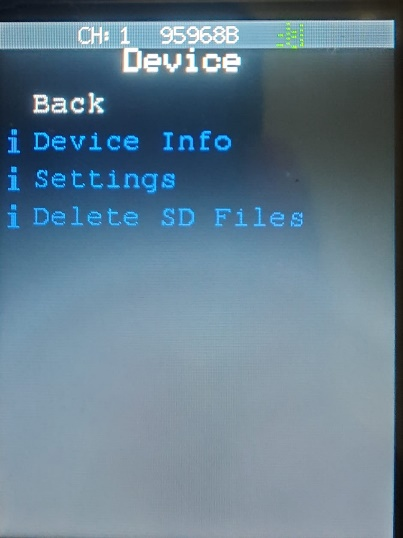 CH: 1 95968B
Device
Back
i Device Info
i Settings
i Delete SD Files